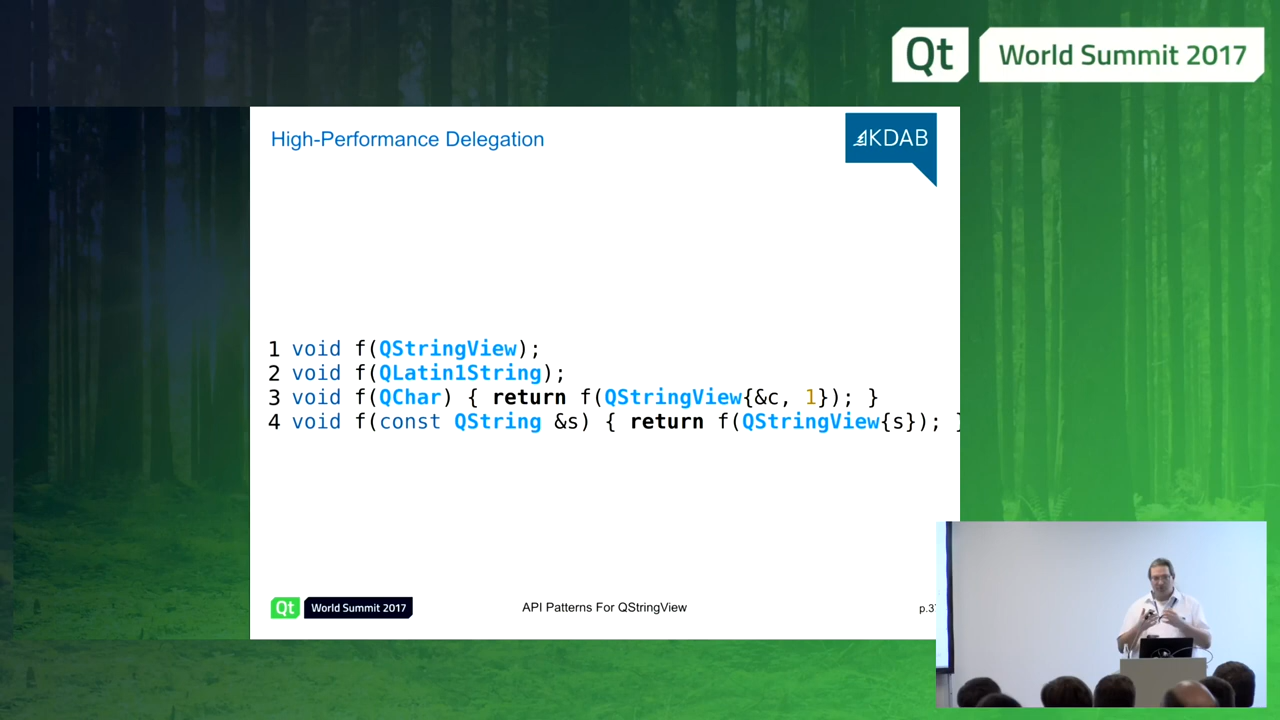 Qt World Summit 2017
High-Performance Delegation
KDAB
1 void f(QStringView);
2 void f(QLatin1String);
3 void f(QChar) { return f(QStringView{&c, 1}); }
4 void f(const QString &s) { return f(QStringView{s}); }
Qt World Summit 2017
API Patterns For QStringView
p.37